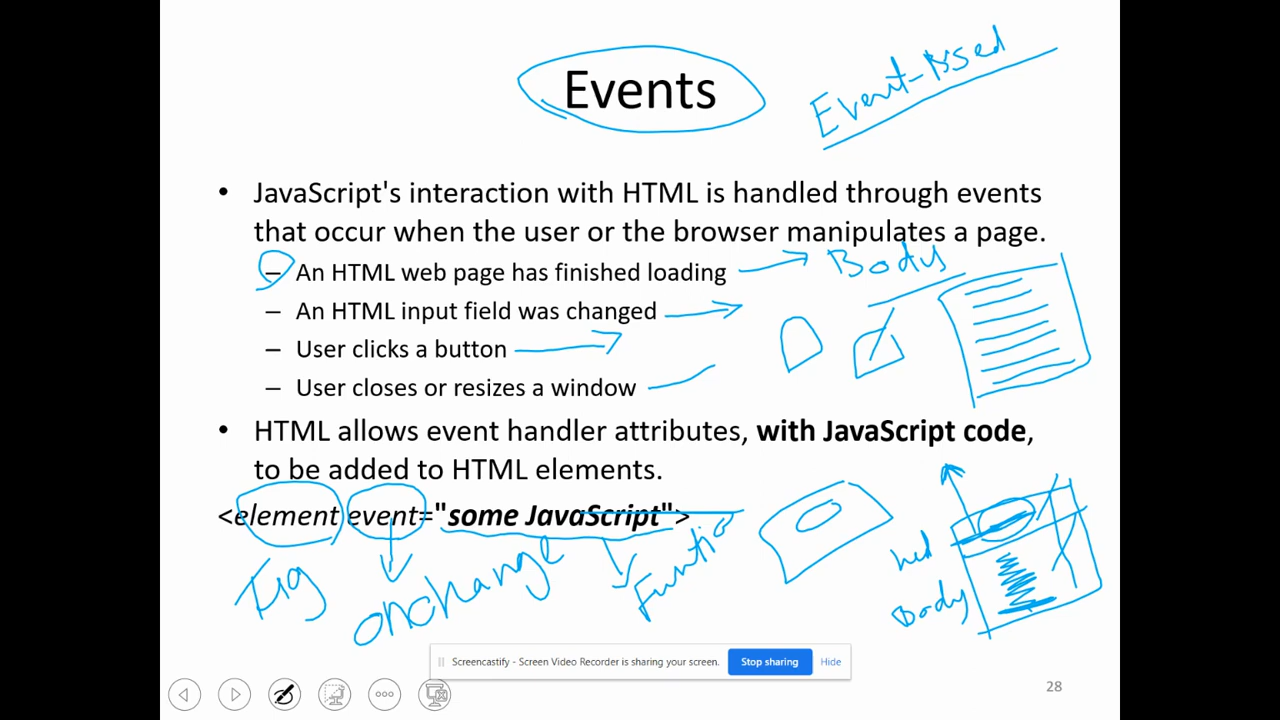 Events
Event-Based
• JavaScript's interaction with HTML is handled through events
that occur when the user or the browser manipulates a page.
– An HTML web page has finished loading
Body
– An HTML input field was changed
– User clicks a button
– User closes or resizes a window
• HTML allows event handler attributes, with JavaScript code,
to be added to HTML elements.
<element event="some JavaScript">
onchange
Body
Screencastify - Screen Video Recorder is sharing your screen.
Stop sharing
Hide
28